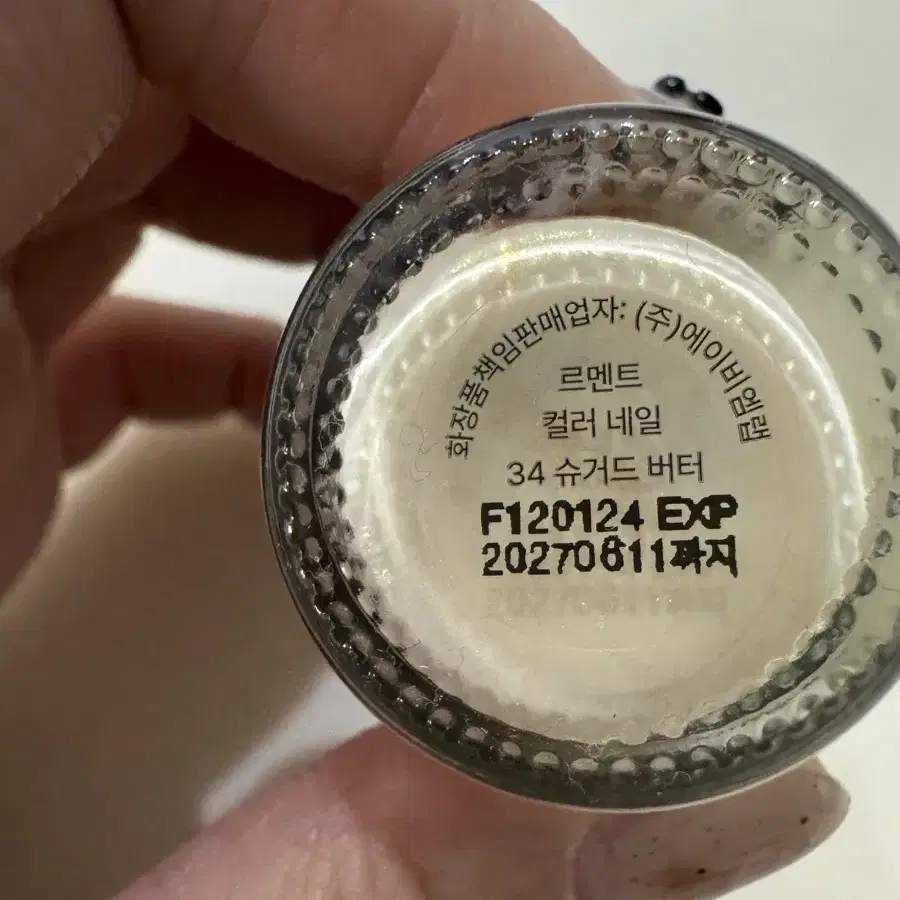 화장품책임판매업자: (주)에이비엠랩
르멘트
컬러 네일
34 슈거드 버터
F120124 EXP
20270611까지